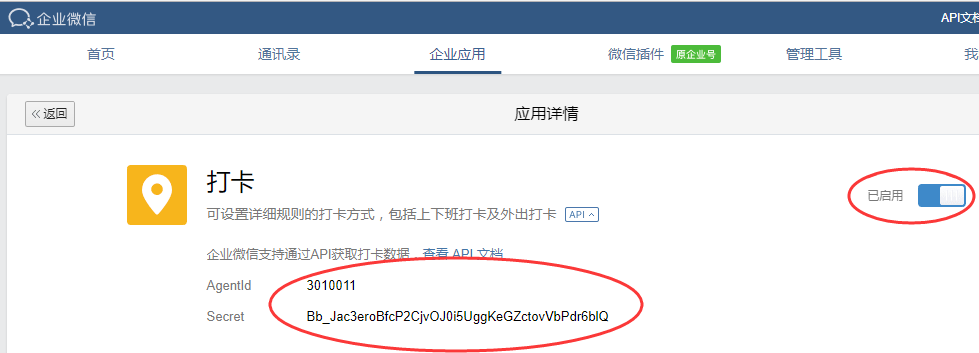 企业微信
API文档
首页 通讯录 企业应用 微信插件 原企业号 管理工具 我
返回 应用详情
打卡
可设置详细规则的打卡方式，包括上下班打卡及外出打卡 API
已启用
企业微信支持通过API获取打卡数据，查看 API 文档
AgentId 3010011
Secret Bb_Jac3eroBfcP2CjvOJ0i5UggKeGZctovVbPdr6blQ